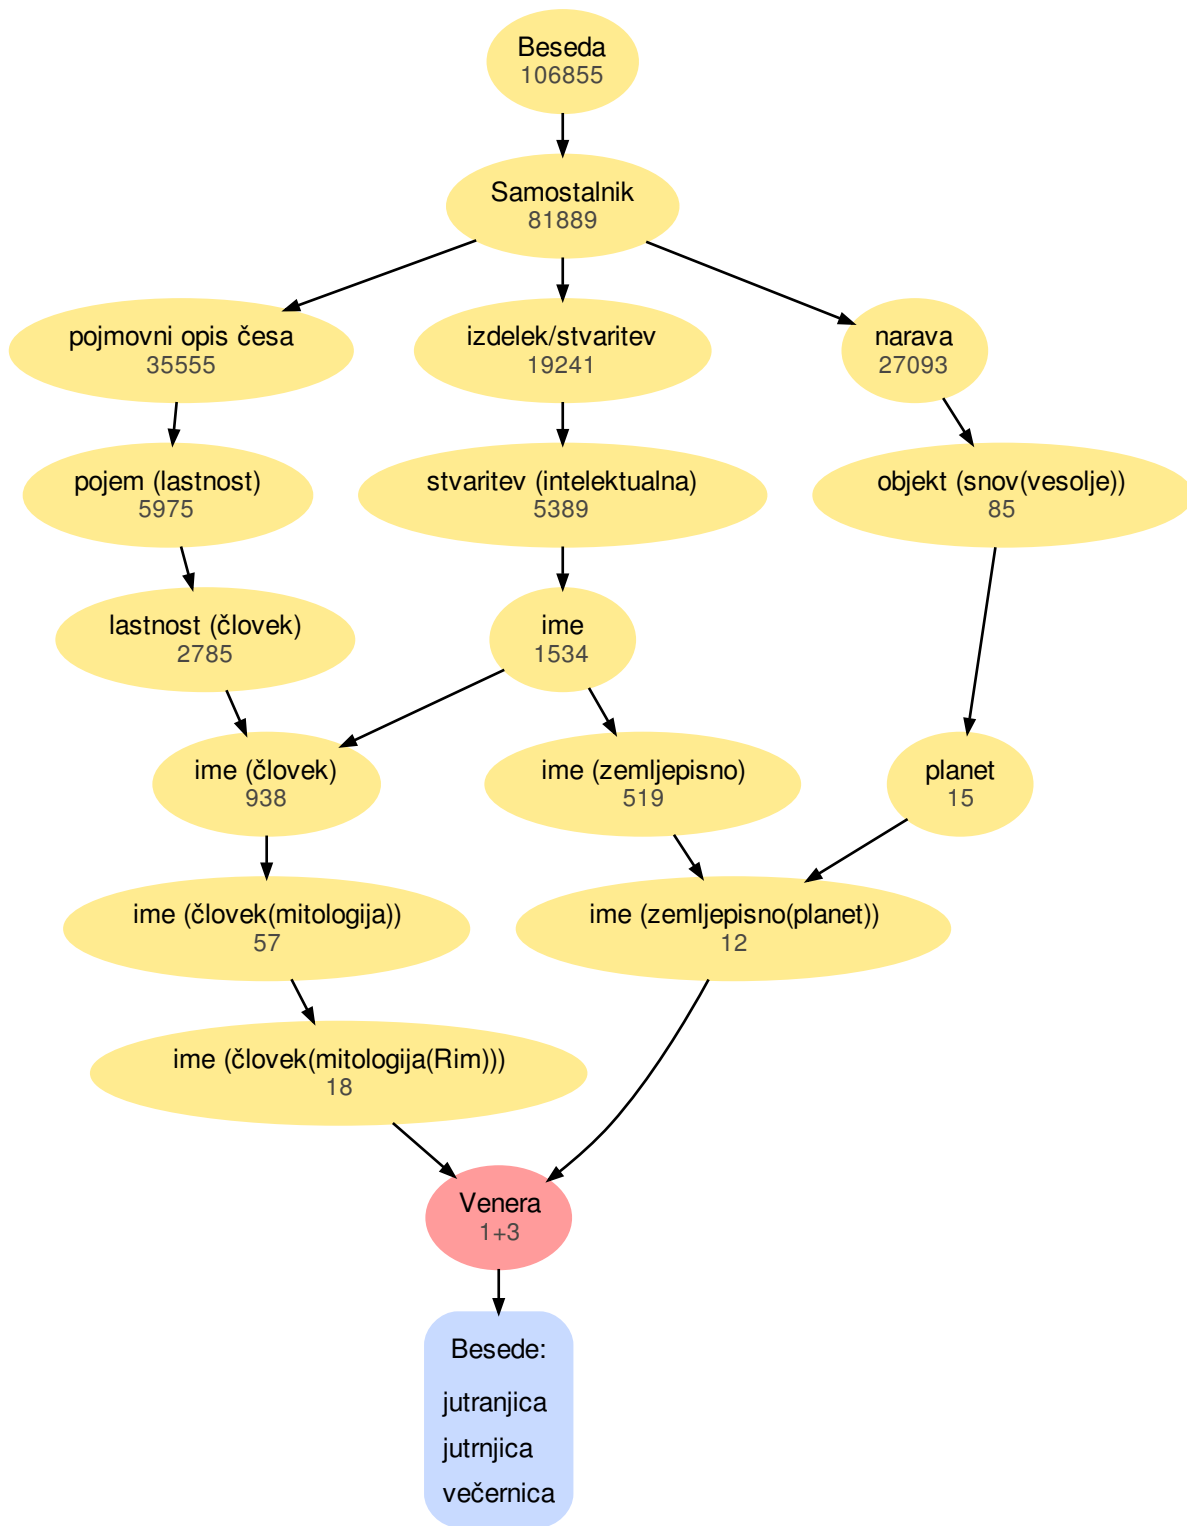 Beseda
106855
Samostalnik
81889
pojmovni opis česa
35555
izdelek/stvaritev
19241
narava
27093
pojem (lastnost)
5975
stvaritev (intelektualna)
5389
objekt (snov(vesolje))
85
lastnost (človek)
2785
ime
1534
ime (človek)
938
ime (zemljepisno)
519
planet
15
ime (človek(mitologija))
57
ime (zemljepisno(planet))
12
ime (človek(mitologija(Rim)))
18
Venera
1+3
Besede:
jutranjica
jutrnjica
večernica